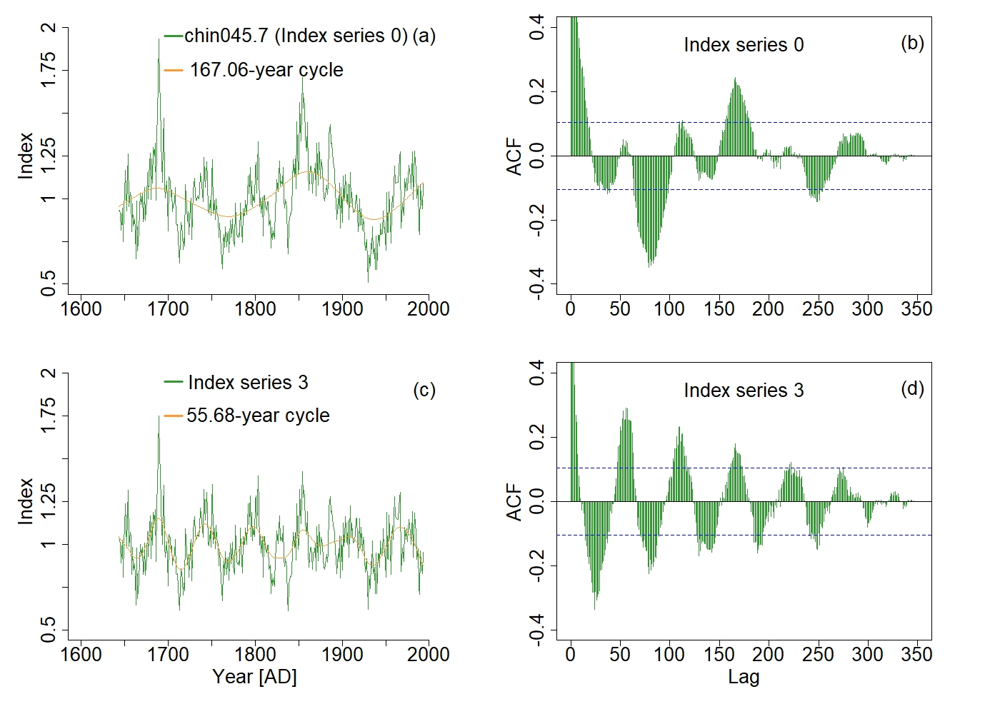 chin045.7 (Index series 0) (a)
167.06-year cycle
Index
2
1.75
1.25
1
0.5
1600 1700 1800 1900 2000
Index series 0
(b)
ACF
0.4
0.2
0.0
-0.2
-0.4
0 50 100 150 200 250 300 350
Index series 3
(c)
55.68-year cycle
Index
2
1.75
1.25
1
0.5
1600 1700 1800 1900 2000
Year [AD]
Index series 3
(d)
ACF
0.4
0.2
0.0
-0.2
-0.4
0 50 100 150 200 250 300 350
Lag